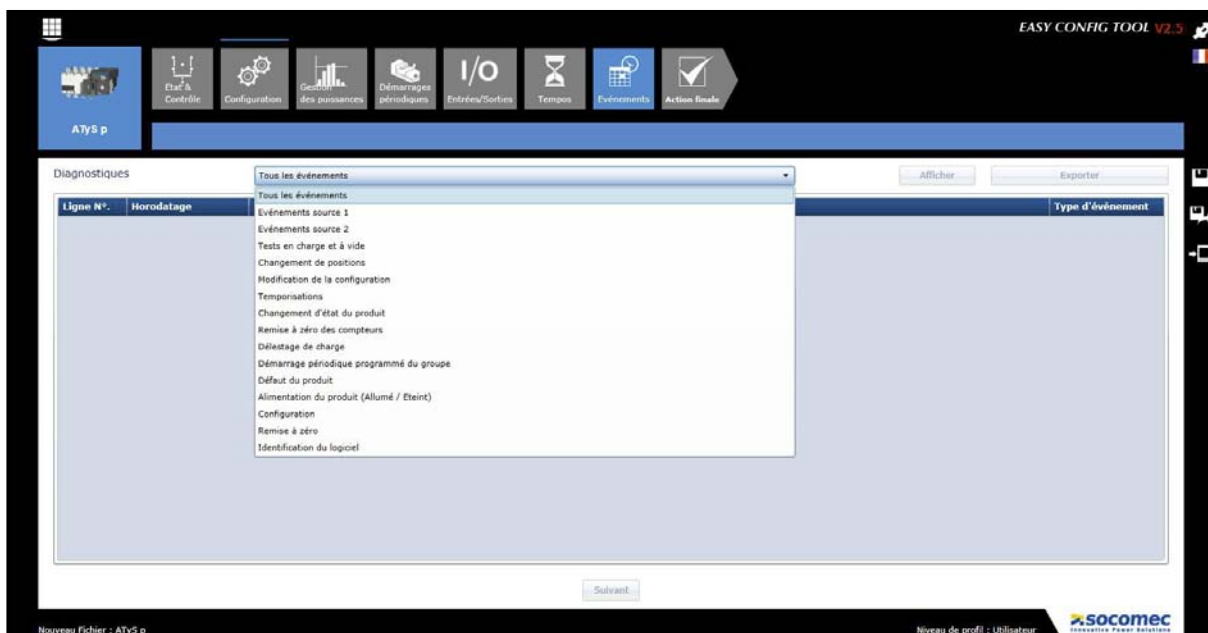 EASY CONFIG TOOL V2.5
Etat & Contrôle
Configuration
Gestion des puissances
Démarrages périodiques
I/O
Entrées/Sorties
Tempos
Evénements
Action finale
ATyS p
Diagnostiques
Tous les événements
Afficher
Exporter
Ligne N°.
Horodatage
Type d'événement
Tous les événements
Evénements source 1
Evénements source 2
Tests en charge et à vide
Changement de positions
Modification de la configuration
Temporisations
Changement d'état du produit
Remise à zéro des compteurs
Délestage de charge
Démarrage périodique programmé du groupe
Défaut du produit
Alimentation du produit (Allumé / Eteint)
Configuration
Remise à zéro
Identification du logiciel
Suivant
Nouveau Fichier : ATyS p
Niveau de profil : Utilisateur
socomec
Innovative Power Solutions